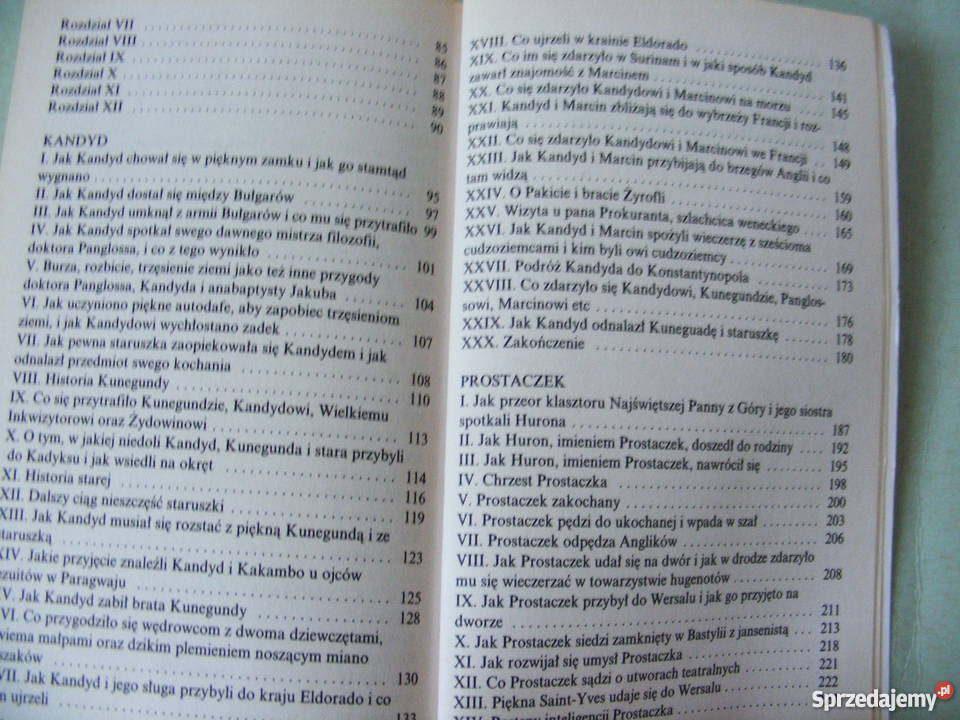 Rozdział VII
Rozdział VIII ..... 85
Rozdział IX ..... 86
Rozdział X ..... 87
Rozdział XI ..... 88
Rozdział XII ..... 89
90
KANDYD
I. Jak Kandyd chował się w pięknym zamku i jak go stamtąd
wygnano ..... 95
II. Jak Kandyd dostał się między Bulgarów ..... 97
III. Jak Kandyd umknął z armii Bulgarów i co mu się przytrafiło 99
IV. Jak Kandyd spotkał swego dawnego mistrza filozofii,
doktora Panglossa, i co z tego wynikło ..... 101
V. Burza, rozbicie, trzęsienie ziemi jako też inne przygody
doktora Panglossa, Kandyda i anabaptysty Jakuba ..... 104
VI. Jak uczyniono piękne autodafe, aby zapobiec trzęsieniom
ziemi, i jak Kandydowi wychłostano zadek ..... 107
VII. Jak pewna staruszka zaopiekowała się Kandydem i jak
odnalazł przedmiot swego kochania ..... 108
VIII. Historia Kunegundy ..... 110
IX. Co się przytrafiło Kunegundzie, Kandydowi, Wielkiemu
Inkwizytorowi oraz Żydowinowi ..... 113
X. O tym, w jakiej niedoli Kandyd, Kunegunda i stara przybyli
do Kadyksu i jak wsiedli na okręt ..... 114
XI. Historia starej ..... 116
XII. Dalszy ciąg nieszczęść staruszki ..... 119
XIII. Jak Kandyd musiał się rozstać z piękną Kunegundą i ze
staruszką ..... 123
XIV. Jakie przyjęcie znaleźli Kandyd i Kakambo u ojców
ezuitów w Paragwaju ..... 125
V. Jak Kandyd zabił brata Kunegundy ..... 128
VI. Co przygodziło się wędrowcom z dwoma dziewczętami,
wiema małpami oraz dzikim plemieniem noszącym miano
szaków ..... 130
VII. Jak Kandyd i jego sługa przybyli do kraju Eldorado i co
n ujrzeli ..... 133
XVIII. Co ujrzeli w krainie Eldorado ..... 136
XIX. Co im się zdarzyło w Surinam i w jaki sposób Kandyd
zawarł znajomość z Marcinem ..... 141
XX. Co się zdarzyło Kandydowi i Marcinowi na morzu ..... 145
XXI. Kandyd i Marcin zbliżają się do wybrzeży Francji i roz-
prawiają ..... 148
XXII. Co się zdarzyło Kandydowi i Marcinowi we Francji ..... 149
XXIII. Jak Kandyd i Marcin przybijają do brzegów Anglii i co
tam widzą ..... 159
XXIV. O Pakicie i bracie Żyrofli ..... 160
XXV. Wizyta u pana Prokuranta, szlachcica weneckiego ..... 165
XXVI. Jak Kandyd i Marcin spożyli wieczerzę z sześcioma
cudzoziemcami i kim byli owi cudzoziemcy ..... 169
XXVII. Podróż Kandyda do Konstantynopola ..... 173
XXVIII. Co zdarzyło się Kandydowi, Kunegundzie, Panglos-
sowi, Marcinowi etc ..... 176
XXIX. Jak Kandyd odnalazł Kuneguadę i staruszkę ..... 178
XXX. Zakończenie ..... 180
PROSTACZEK
I. Jak przeor klasztoru Najświętszej Panny z Góry i jego siostra
spotkali Hurona ..... 187
II. Jak Huron, imieniem Prostaczek, doszedł do rodziny ..... 192
III. Jak Huron, imieniem Prostaczek, nawrócił się ..... 195
IV. Chrzest Prostaczka ..... 198
V. Prostaczek zakochany ..... 200
VI. Prostaczek pędzi do ukochanej i wpada w szał ..... 203
VII. Prostaczek odpędza Anglików ..... 206
VIII. Jak Prostaczek udał się na dwór i jak w drodze zdarzyło
mu się wieczerzać w towarzystwie hugenotów ..... 208
IX. Jak Prostaczek przybył do Wersalu i jak go przyjęto na
dworze ..... 211
X. Jak Prostaczek siedzi zamknięty w Bastylii z jansenistą ... 213
XI. Jak rozwijał się umysł Prostaczka ..... 218
XII. Co Prostaczek sądzi o utworach teatralnych ..... 221
XIII. Piękna Saint-Yves udaje się do Wersalu ..... 222
XIV. Postępy inteligencji Prostaczka
Sprzedajemy.pl